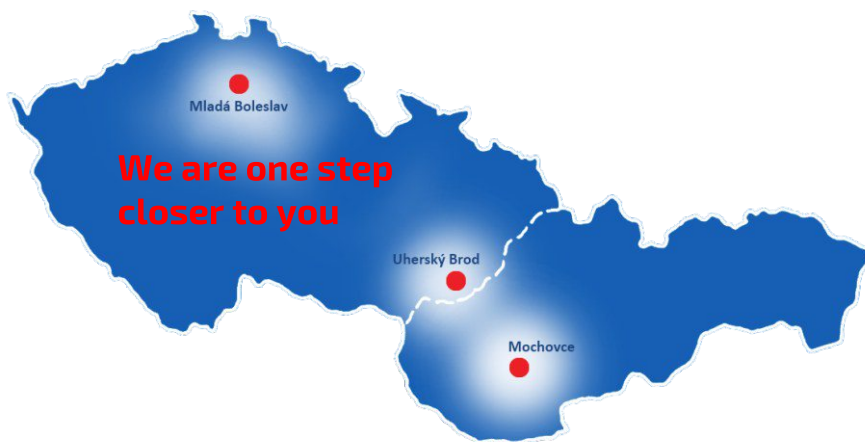 Mladá Boleslav
We are one step
closer to you
Uherský Brod
Mochovce